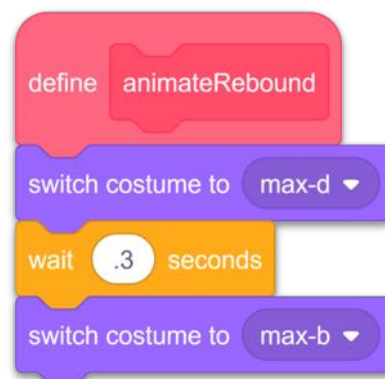 define animateRebound
switch costume to max-d
wait .3 seconds
switch costume to max-b